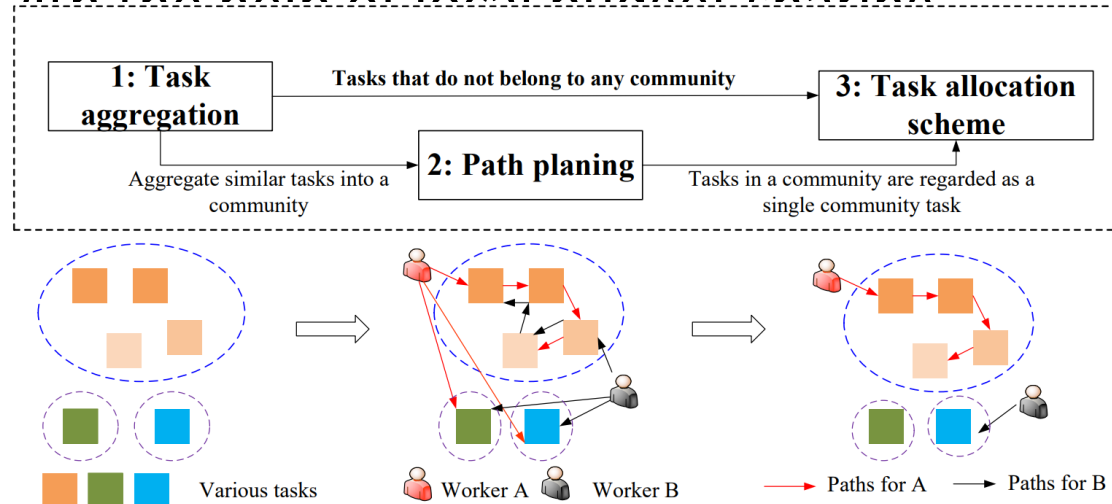 1: Task
aggregation
Tasks that do not belong to any community
3: Task allocation
scheme
2: Path planing
Aggregate similar tasks into a
community
Tasks in a community are regarded as a
single community task
Various tasks
Worker A
Worker B
Paths for A
Paths for B